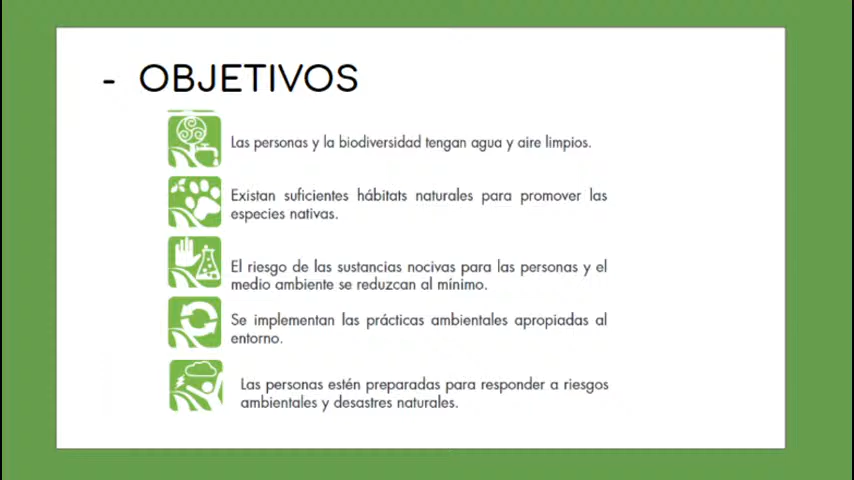 - OBJETIVOS
Las personas y la biodiversidad tengan agua y aire limpios.
Existan suficientes hábitats naturales para promover las
especies nativas.
El riesgo de las sustancias nocivas para las personas y el
medio ambiente se reduzcan al mínimo.
Se implementan las prácticas ambientales apropiadas al
entorno.
Las personas estén preparadas para responder a riesgos
ambientales y desastres naturales.